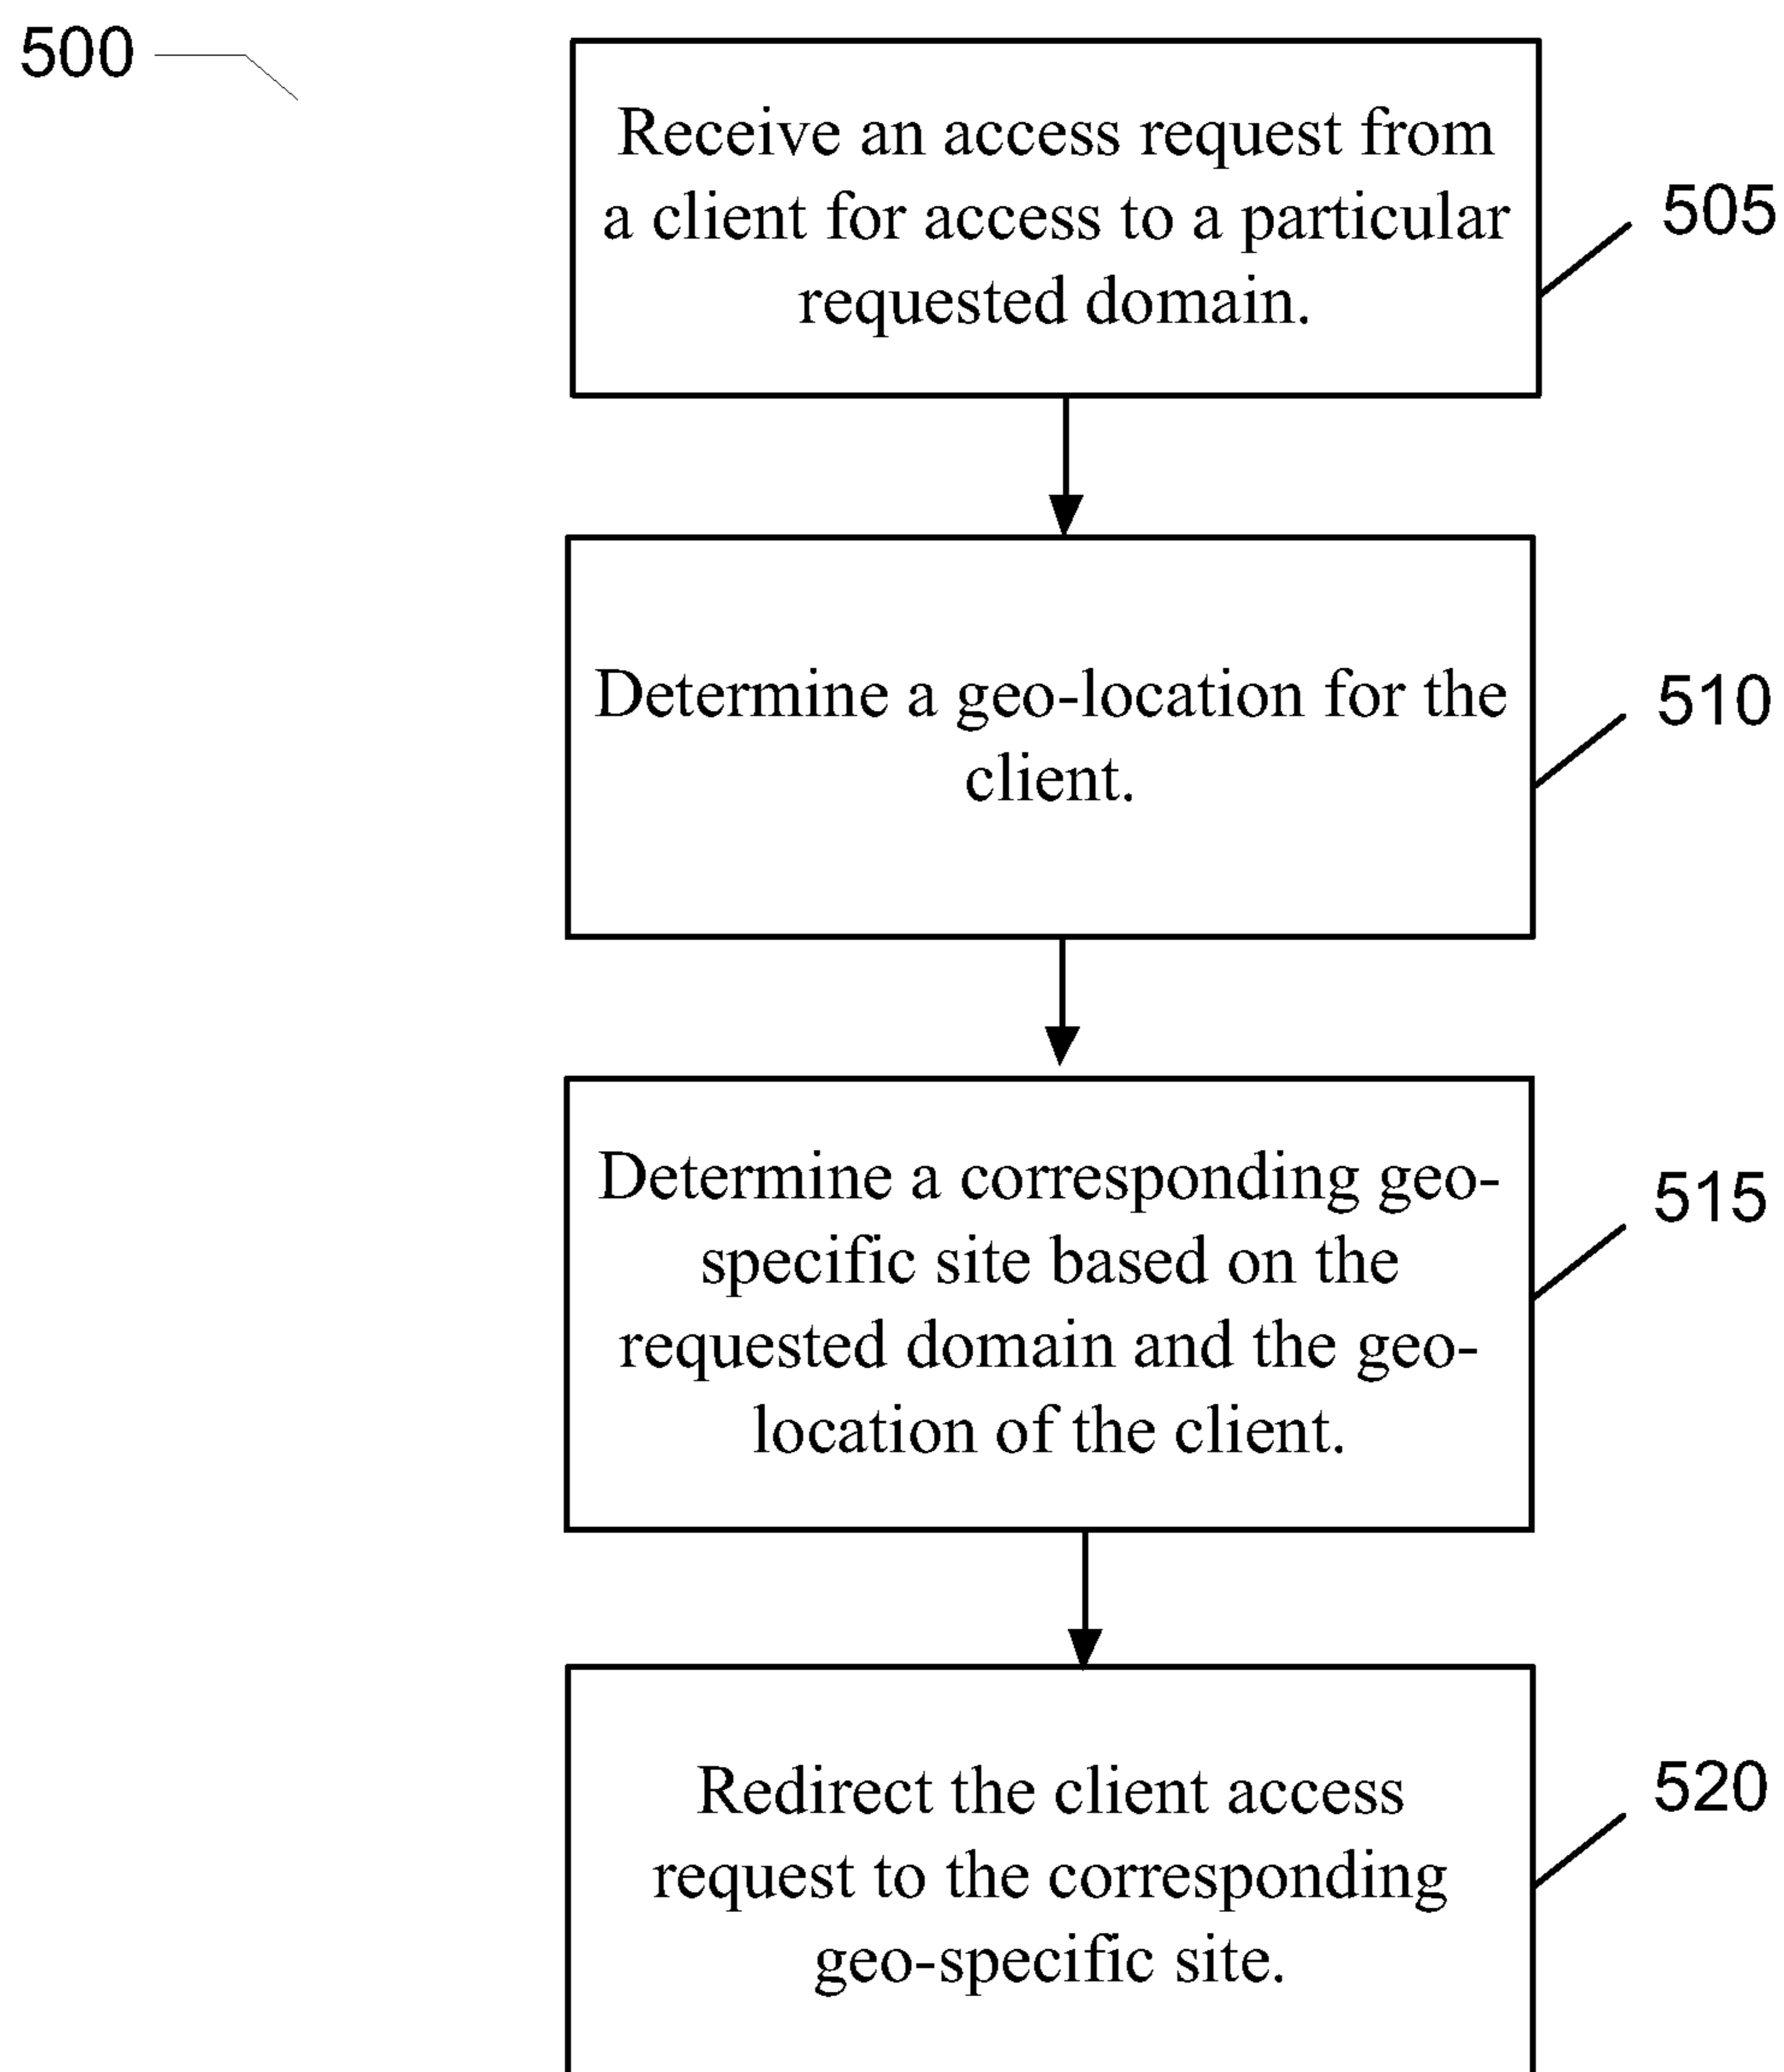 500
Receive an access request from
a client for access to a particular
requested domain.
505
Determine a geo-location for the
client.
510
Determine a corresponding geo-
specific site based on the
requested domain and the geo-
location of the client.
515
Redirect the client access
request to the corresponding
geo-specific site.
520